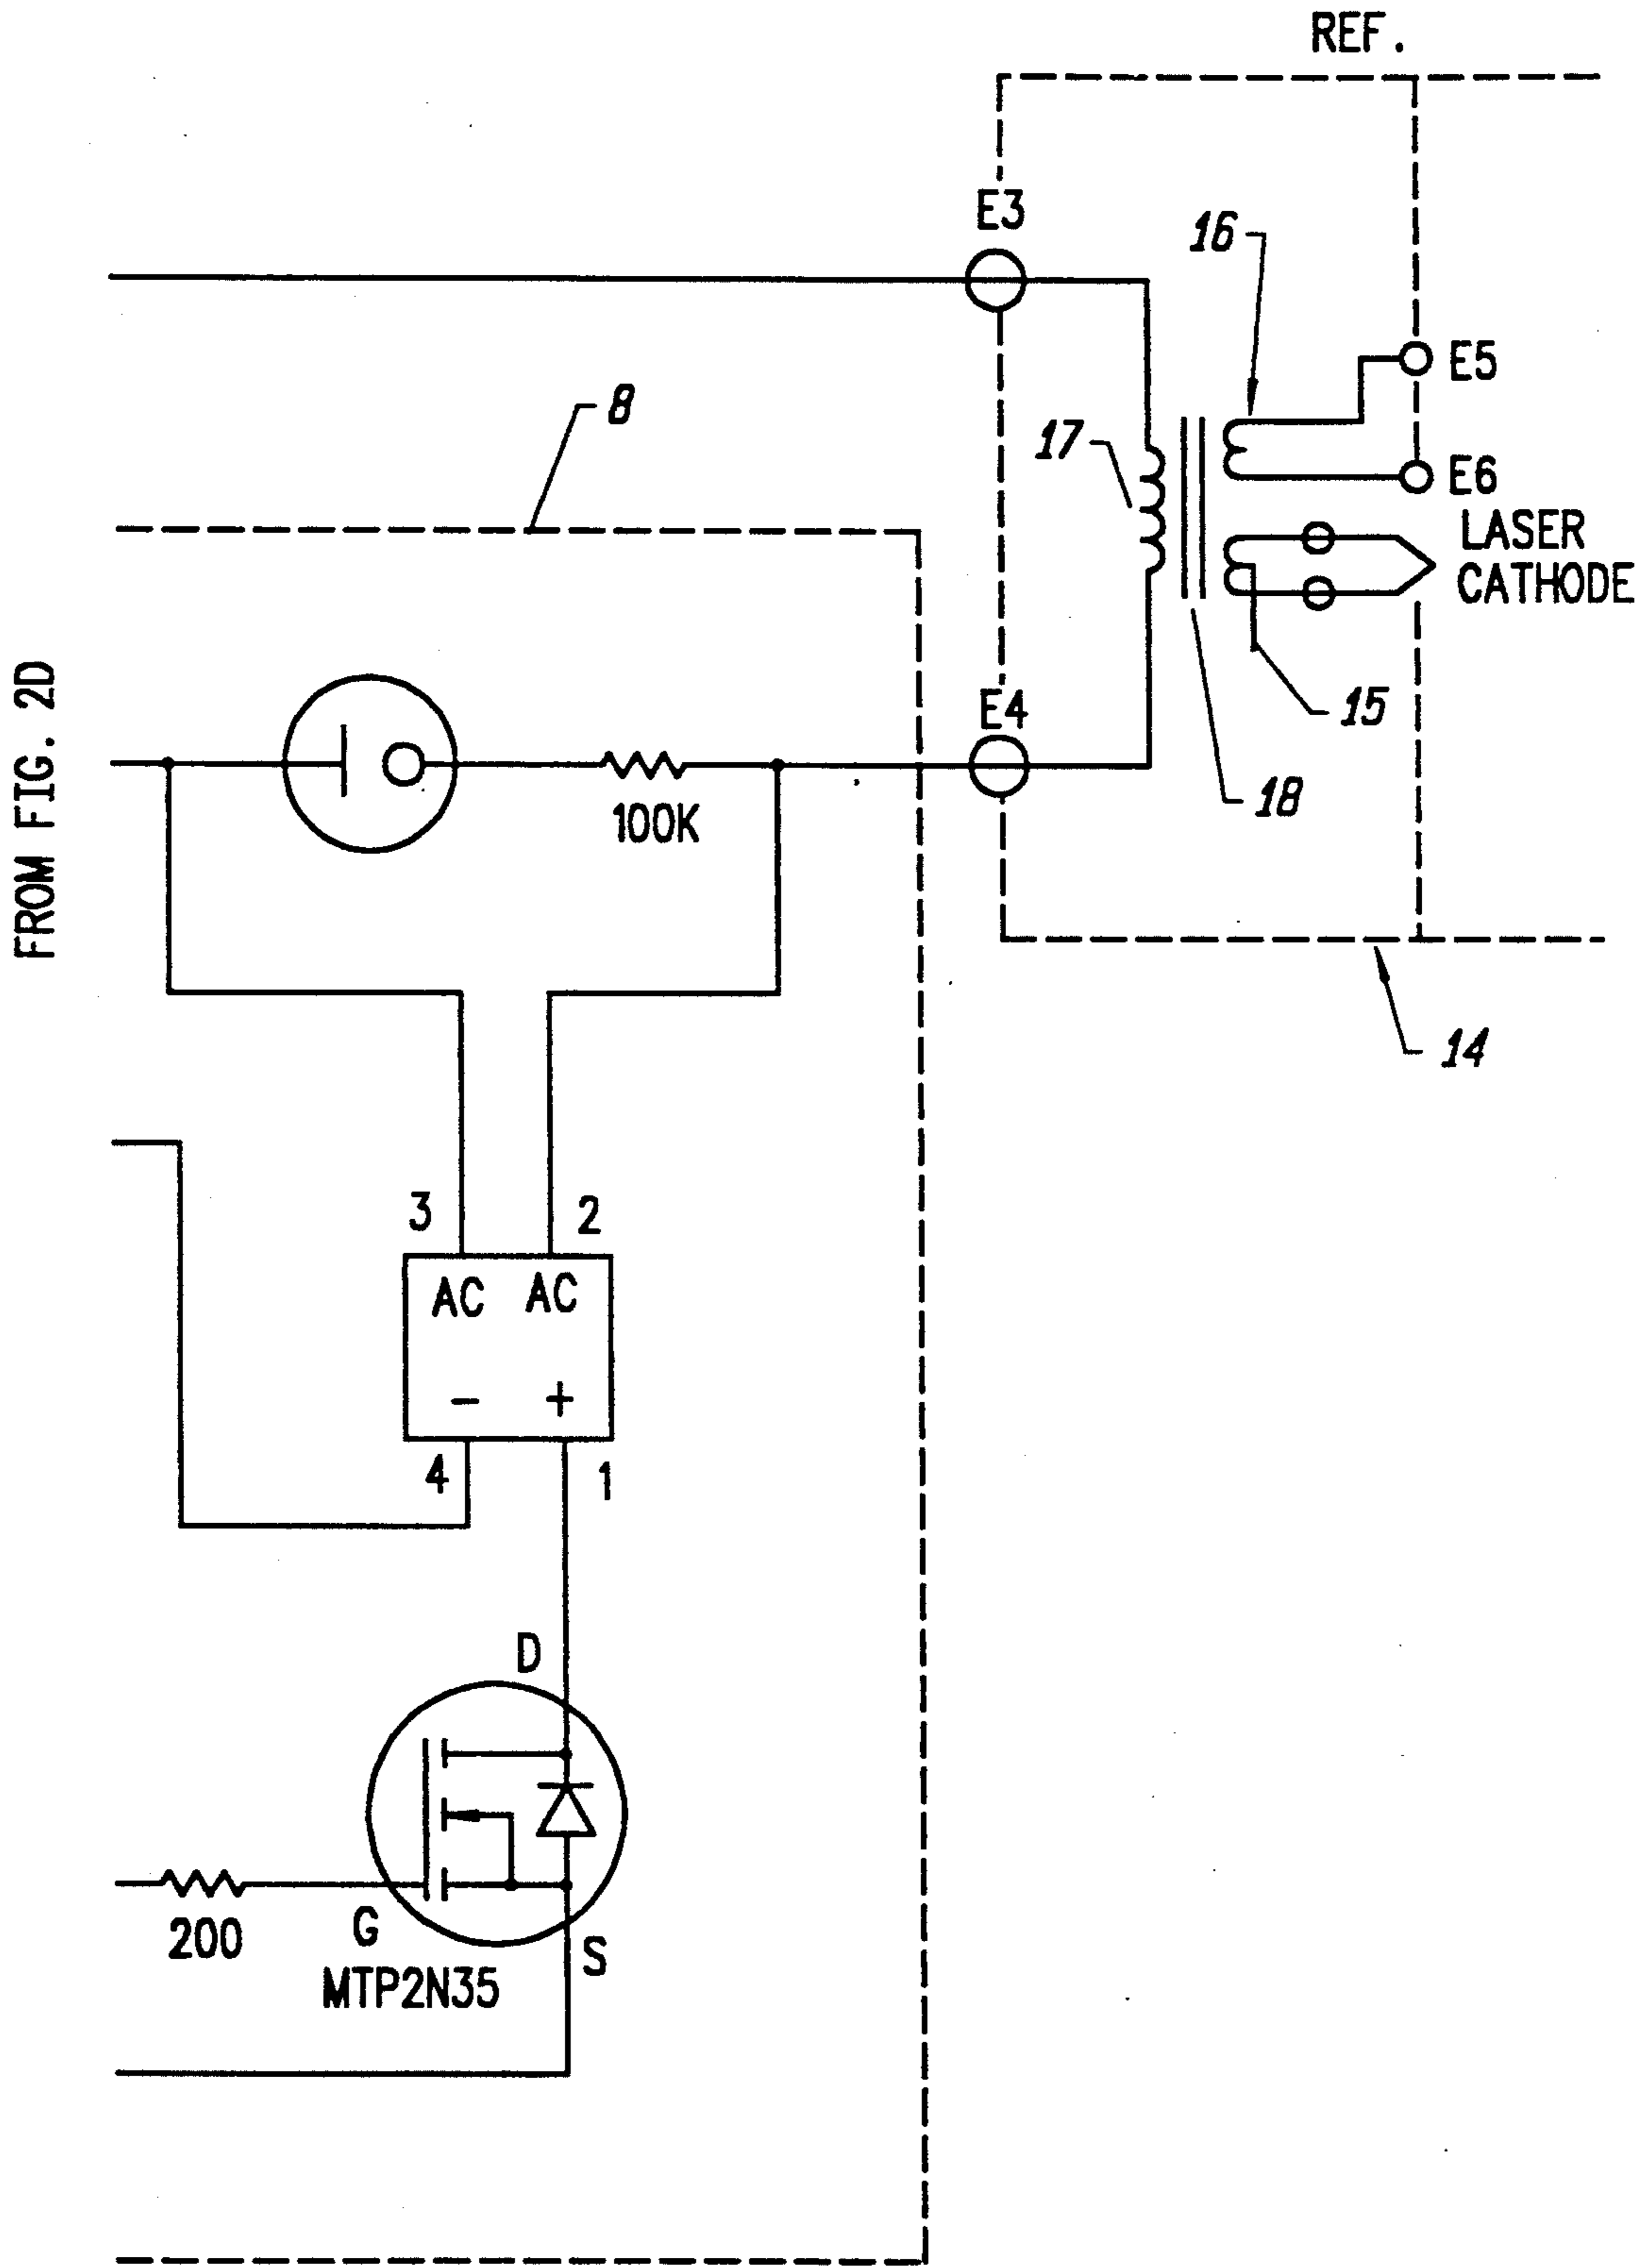 REF.
E3
16
E5
8
17
E6
LASER
CATHODE
FROM FIG. 2D
E4
15
18
100K
14
3
2
AC
AC
-
+
4
1
D
200
G
S
MTP2N35